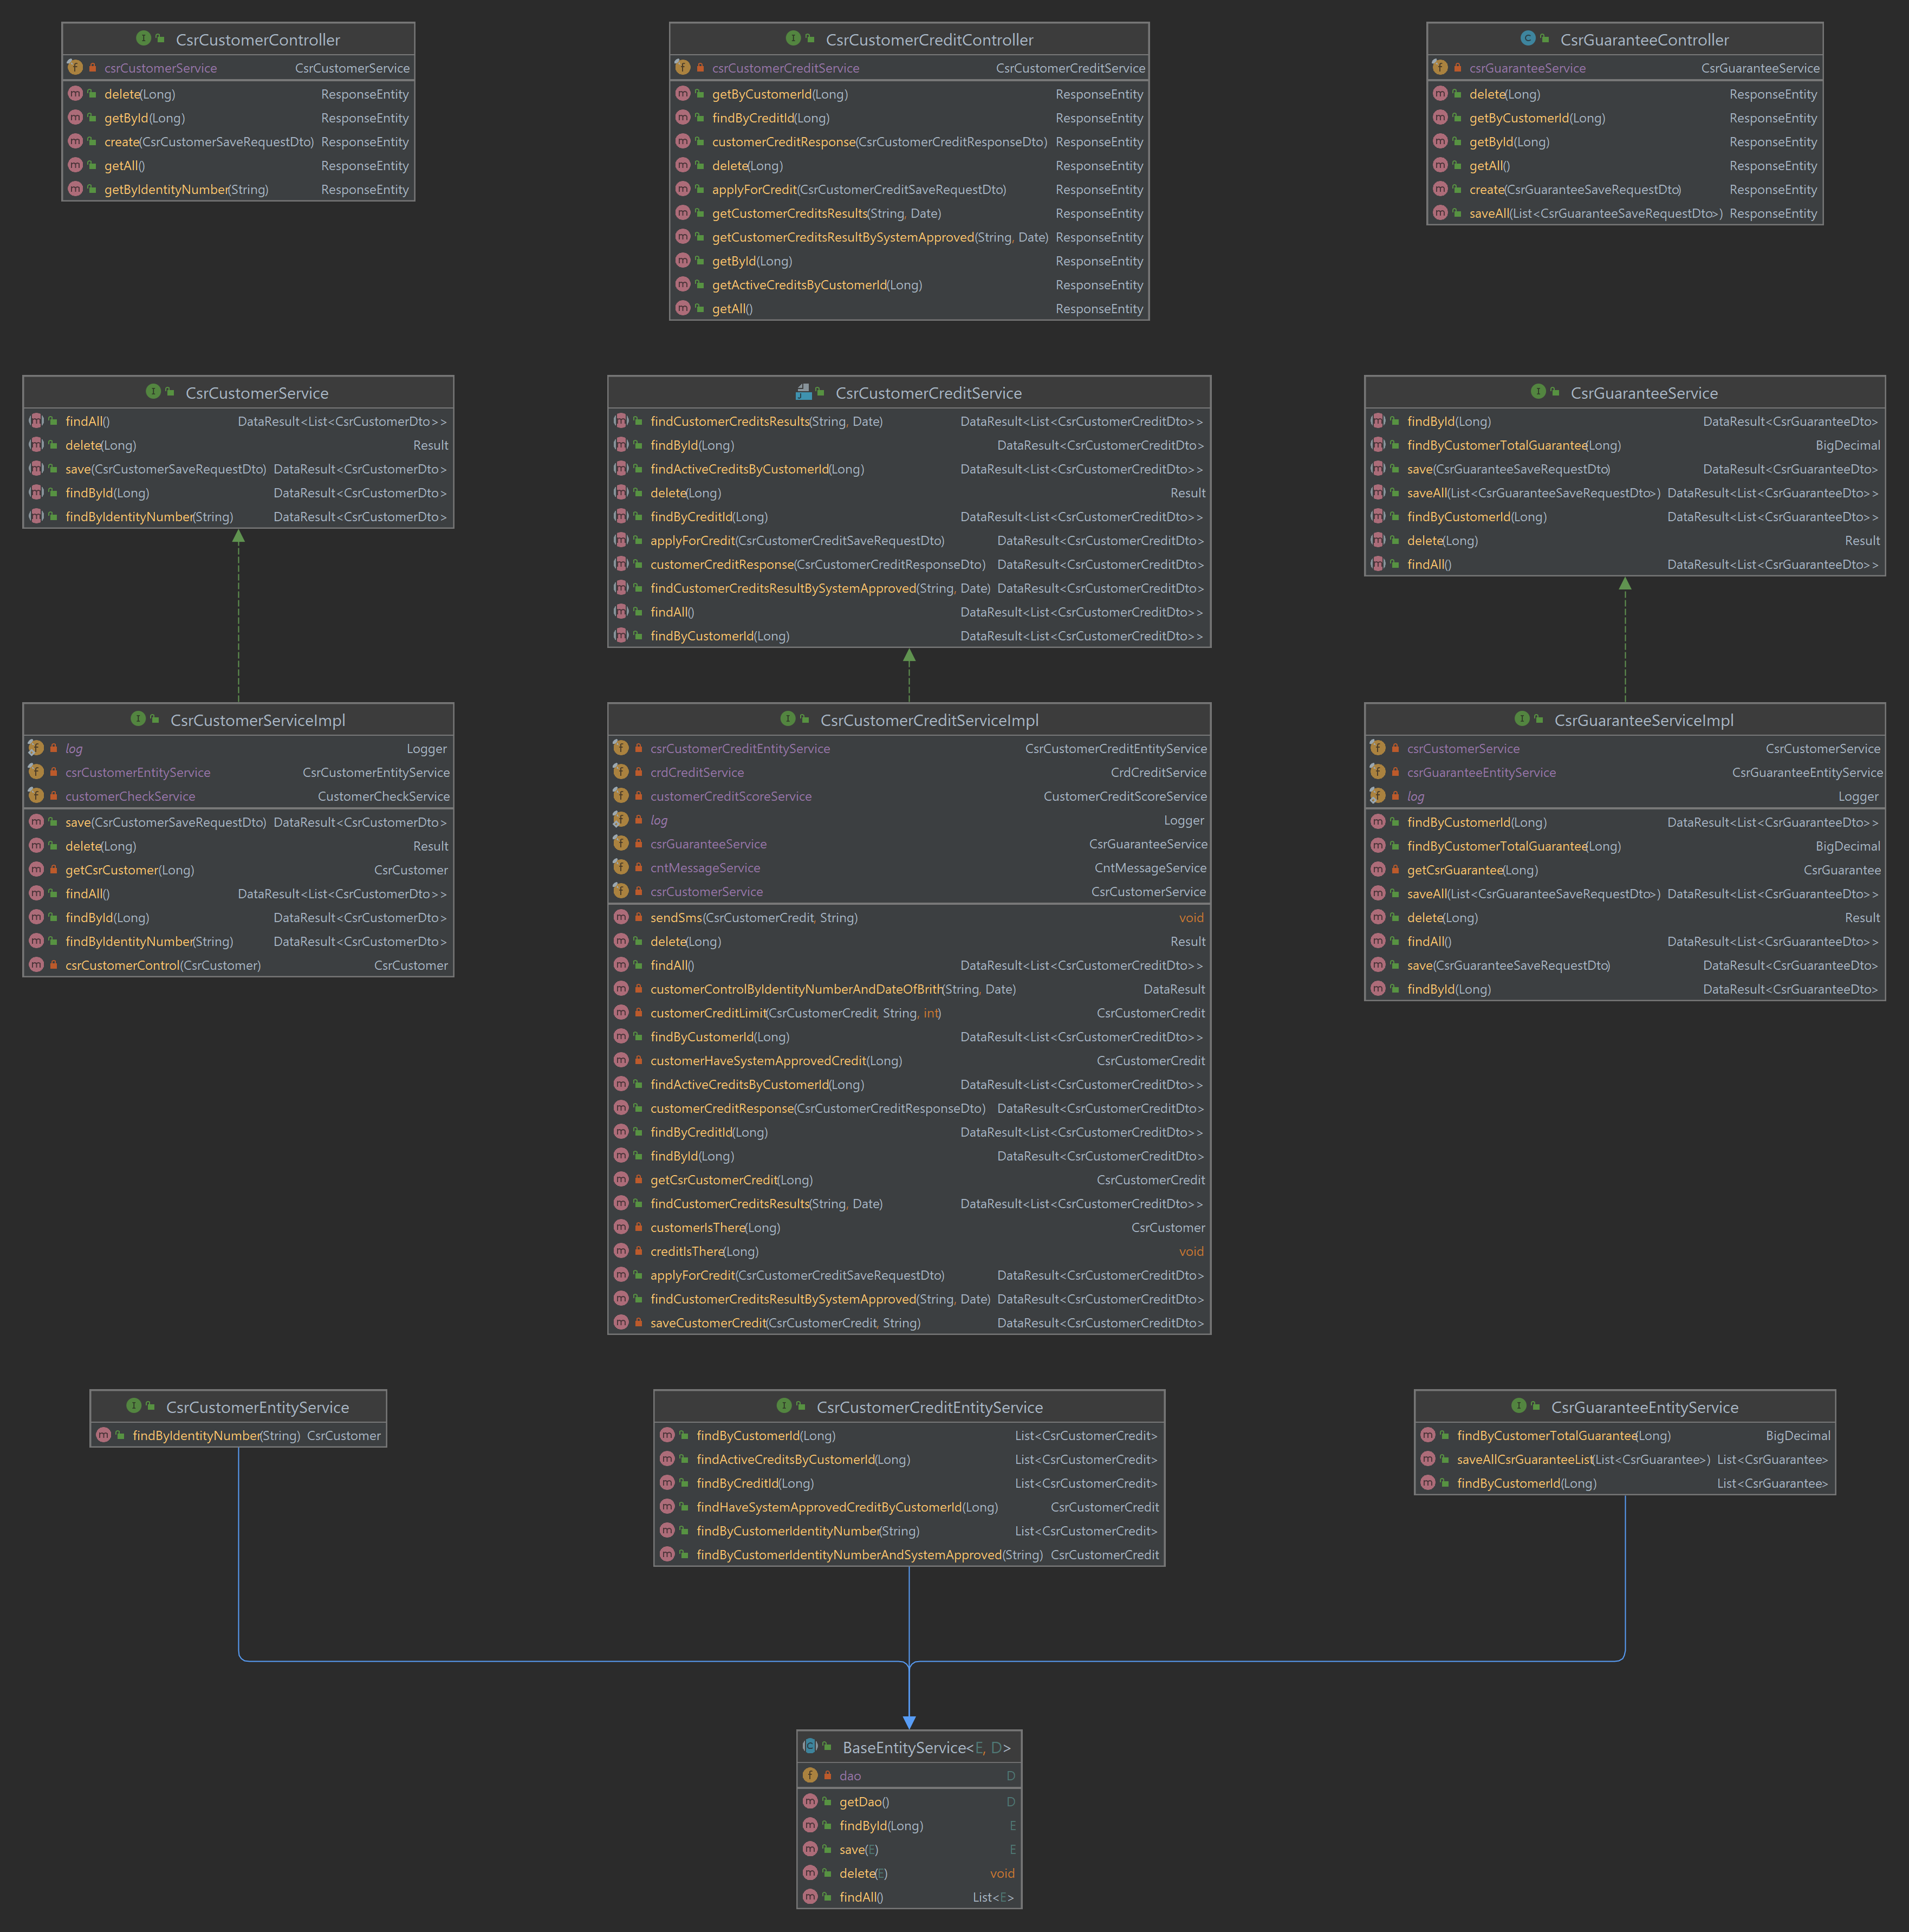 CsrCustomerController
csrCustomerService CsrCustomerService
delete(Long) ResponseEntity
getById(Long) ResponseEntity
create(CsrCustomerSaveRequestDto) ResponseEntity
getAll() ResponseEntity
getByIdentityNumber(String) ResponseEntity
CsrCustomerCreditController
csrCustomerCreditService CsrCustomerCreditService
getByCustomerId(Long) ResponseEntity
findByCreditId(Long) ResponseEntity
customerCreditResponse(CsrCustomerCreditResponseDto) ResponseEntity
delete(Long) ResponseEntity
applyForCredit(CsrCustomerCreditSaveRequestDto) ResponseEntity
getCustomerCreditsResults(String, Date) ResponseEntity
getCustomerCreditsResultBySystemApproved(String, Date) ResponseEntity
getById(Long) ResponseEntity
getActiveCreditsByCustomerId(Long) ResponseEntity
getAll() ResponseEntity
CsrGuaranteeController
csrGuaranteeService CsrGuaranteeService
delete(Long) ResponseEntity
getByCustomerId(Long) ResponseEntity
getById(Long) ResponseEntity
getAll() ResponseEntity
create(CsrGuaranteeSaveRequestDto) ResponseEntity
saveAll(List<CsrGuaranteeSaveRequestDto>) ResponseEntity
CsrCustomerService
findAll() DataResult<List<CsrCustomerDto>>
delete(Long) Result
save(CsrCustomerSaveRequestDto) DataResult<CsrCustomerDto>
findById(Long) DataResult<CsrCustomerDto>
findByIdentityNumber(String) DataResult<CsrCustomerDto>
CsrCustomerCreditService
findCustomerCreditsResults(String, Date) DataResult<List<CsrCustomerCreditDto>>
findById(Long) DataResult<CsrCustomerCreditDto>
findActiveCreditsByCustomerId(Long) DataResult<List<CsrCustomerCreditDto>>
delete(Long) Result
findByCreditId(Long) DataResult<List<CsrCustomerCreditDto>>
applyForCredit(CsrCustomerCreditSaveRequestDto) DataResult<CsrCustomerCreditDto>
customerCreditResponse(CsrCustomerCreditResponseDto) DataResult<CsrCustomerCreditDto>
findCustomerCreditsResultBySystemApproved(String, Date) DataResult<CsrCustomerCreditDto>
findAll() DataResult<List<CsrCustomerCreditDto>>
findByCustomerId(Long) DataResult<List<CsrCustomerCreditDto>>
CsrGuaranteeService
findById(Long) DataResult<CsrGuaranteeDto>
findByCustomerTotalGuarantee(Long) BigDecimal
save(CsrGuaranteeSaveRequestDto) DataResult<CsrGuaranteeDto>
saveAll(List<CsrGuaranteeSaveRequestDto>) DataResult<List<CsrGuaranteeDto>>
findByCustomerId(Long) DataResult<List<CsrGuaranteeDto>>
delete(Long) Result
findAll() DataResult<List<CsrGuaranteeDto>>
CsrCustomerServiceImpl
log Logger
csrCustomerEntityService CsrCustomerEntityService
customerCheckService CustomerCheckService
save(CsrCustomerSaveRequestDto) DataResult<CsrCustomerDto>
delete(Long) Result
getCsrCustomer(Long) CsrCustomer
findAll() DataResult<List<CsrCustomerDto>>
findById(Long) DataResult<CsrCustomerDto>
findByIdentityNumber(String) DataResult<CsrCustomerDto>
csrCustomerControl(CsrCustomer) CsrCustomer
CsrCustomerCreditServiceImpl
csrCustomerCreditEntityService CsrCustomerCreditEntityService
crdCreditService CrdCreditService
customerCreditScoreService CustomerCreditScoreService
log Logger
csrGuaranteeService CsrGuaranteeService
cntMessageService CntMessageService
csrCustomerService CsrCustomerService
sendSms(CsrCustomerCredit, String) void
delete(Long) Result
findAll() DataResult<List<CsrCustomerCreditDto>>
customerControlByIdentityNumberAndDateOfBrith(String, Date) DataResult
customerCreditLimit(CsrCustomerCredit, String, int) CsrCustomerCredit
findByCustomerId(Long) DataResult<List<CsrCustomerCreditDto>>
customerHaveSystemApprovedCredit(Long) CsrCustomerCredit
findActiveCreditsByCustomerId(Long) DataResult<List<CsrCustomerCreditDto>>
customerCreditResponse(CsrCustomerCreditResponseDto) DataResult<CsrCustomerCreditDto>
findByCreditId(Long) DataResult<List<CsrCustomerCreditDto>>
findById(Long) DataResult<CsrCustomerCreditDto>
getCsrCustomerCredit(Long) CsrCustomerCredit
findCustomerCreditsResults(String, Date) DataResult<List<CsrCustomerCreditDto>>
customerIsThere(Long) CsrCustomer
creditIsThere(Long) void
applyForCredit(CsrCustomerCreditSaveRequestDto) DataResult<CsrCustomerCreditDto>
findCustomerCreditsResultBySystemApproved(String, Date) DataResult<CsrCustomerCreditDto>
saveCustomerCredit(CsrCustomerCredit, String) DataResult<CsrCustomerCreditDto>
CsrGuaranteeServiceImpl
csrCustomerService CsrCustomerService
csrGuaranteeEntityService CsrGuaranteeEntityService
log Logger
findByCustomerId(Long) DataResult<List<CsrGuaranteeDto>>
findByCustomerTotalGuarantee(Long) BigDecimal
getCsrGuarantee(Long) CsrGuarantee
saveAll(List<CsrGuaranteeSaveRequestDto>) DataResult<List<CsrGuaranteeDto>>
delete(Long) Result
findAll() DataResult<List<CsrGuaranteeDto>>
save(CsrGuaranteeSaveRequestDto) DataResult<CsrGuaranteeDto>
findById(Long) DataResult<CsrGuaranteeDto>
CsrCustomerEntityService
findByIdentityNumber(String) CsrCustomer
CsrCustomerCreditEntityService
findByCustomerId(Long) List<CsrCustomerCredit>
findActiveCreditsByCustomerId(Long) List<CsrCustomerCredit>
findByCreditId(Long) List<CsrCustomerCredit>
findHaveSystemApprovedCreditByCustomerId(Long) CsrCustomerCredit
findByCustomerIdentityNumber(String) List<CsrCustomerCredit>
findByCustomerIdentityNumberAndSystemApproved(String) CsrCustomerCredit
CsrGuaranteeEntityService
findByCustomerTotalGuarantee(Long) BigDecimal
saveAllCsrGuaranteeList(List<CsrGuarantee>) List<CsrGuarantee>
findByCustomerId(Long) List<CsrGuarantee>
BaseEntityService<E, D>
dao D
getDao() D
findById(Long) E
save(E) E
delete(E) void
findAll() List<E>